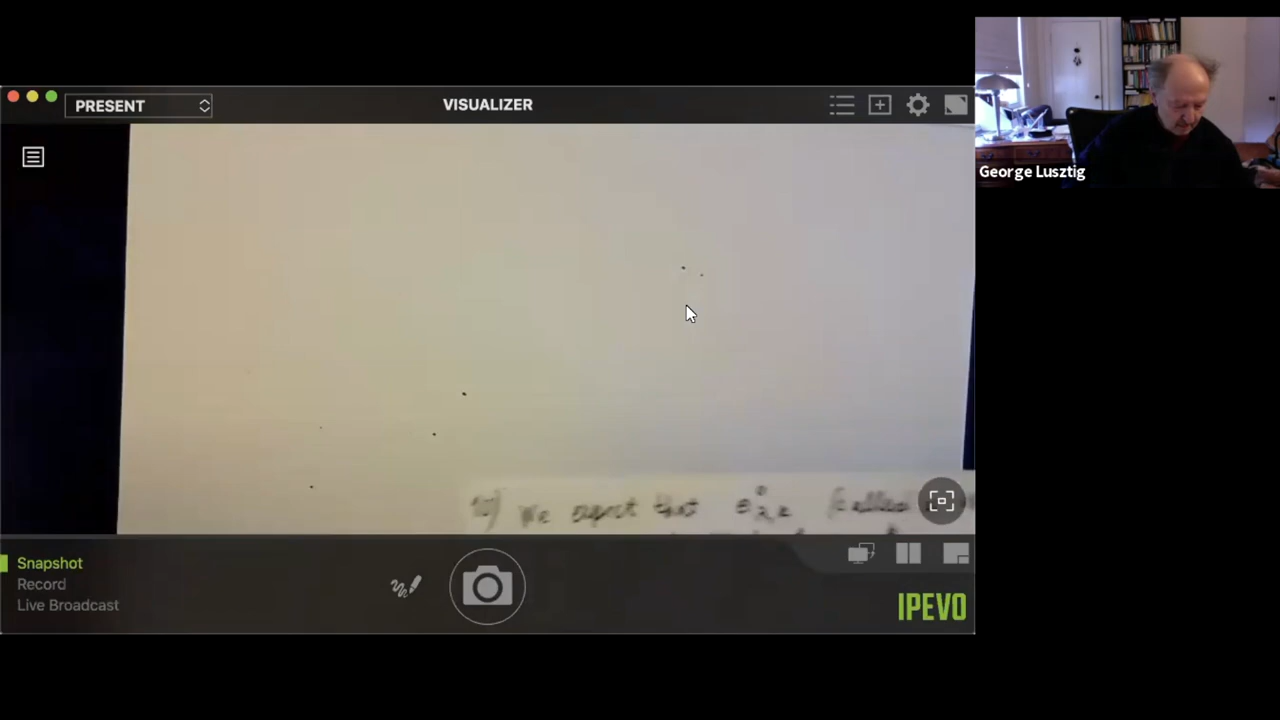 PRESENT
VISUALIZER
George Lusztig
We expect that
Snapshot
Record
Live Broadcast
IPEVO